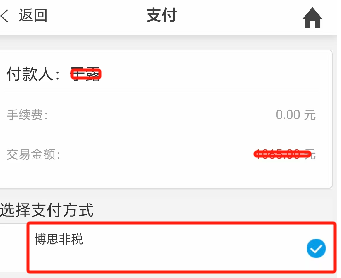 返回 支付
付款人：
手续费： 0.00 元
交易金额： 元
选择支付方式
博思非税